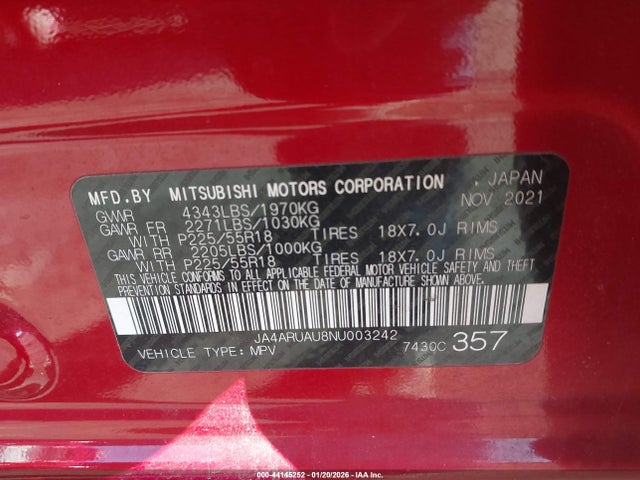 MFD.BY MITSUBISHI MOTORS CORPORATION , JAPAN
GVWR 4343LBS/1970KG NOV 2021
GAWR FR 2271LBS/1030KG
WITH P225/55R18 TIRES 18X7.0J RIMS
GAWR RR 2205LBS/1000KG
WITH P225/55R18 TIRES 18X7.0J RIMS
THIS VEHICLE CONFORMS TO ALL APPLICABLE FEDERAL MOTOR VEHICLE SAFETY AND THEFT
PREVENTION STANDARDS IN EFFECT ON THE DATE OF MANUFACTURE SHOWN ABOVE.
JA4ARUAU8NU003242
VEHICLE TYPE: MPV 7430C 357
000-44145252 — 01/20/2026 — IAA Inc.